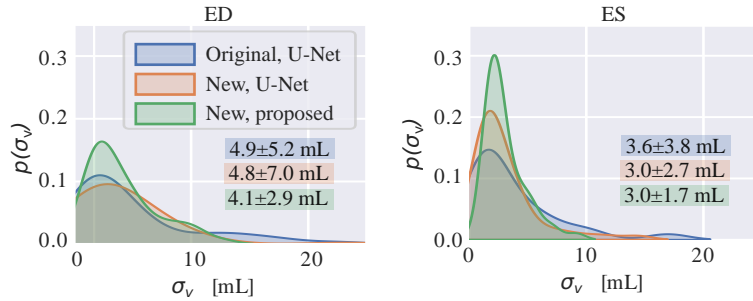 ED
0.3
0.2
0.1
0.0
p(σᵥ)
Original, U-Net
New, U-Net
New, proposed
4.9±5.2 mL
4.8±7.0 mL
4.1±2.9 mL
0 10 20
σᵥ [mL]
ES
0.3
0.2
0.1
0.0
p(σᵥ)
3.6±3.8 mL
3.0±2.7 mL
3.0±1.7 mL
0 10 20
σᵥ [mL]